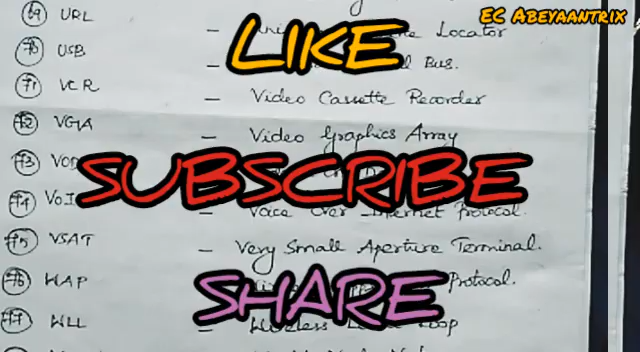 EC Abeyaantrix
69 URL Locator
LIKE
70 USB Bus.
71 VCR — Video Cassette Recorder
72 VGA — Video Graphics Array
73
SUBSCRIBE
74 — Voice Over Internet Protocol.
75 VSAT — Very Small Aperture Terminal.
76 WAP — Protocol.
SHARE
77 WLL — Wireless Loop